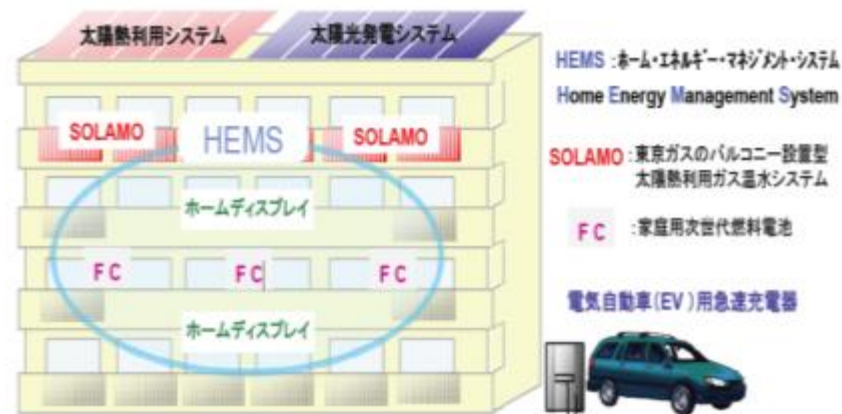 太陽熱利用システム
太陽光発電システム
HEMS :ホーム・エネルギー・マネジメント・システム
Home Energy Management System
SOLAMO
HEMS
SOLAMO
SOLAMO :東京ガスのバルコニー設置型
太陽熱利用ガス温水システム
ホームディスプレイ
FC :家庭用次世代燃料電池
FC
FC
FC
電気自動車(EV)用急速充電器
ホームディスプレイ